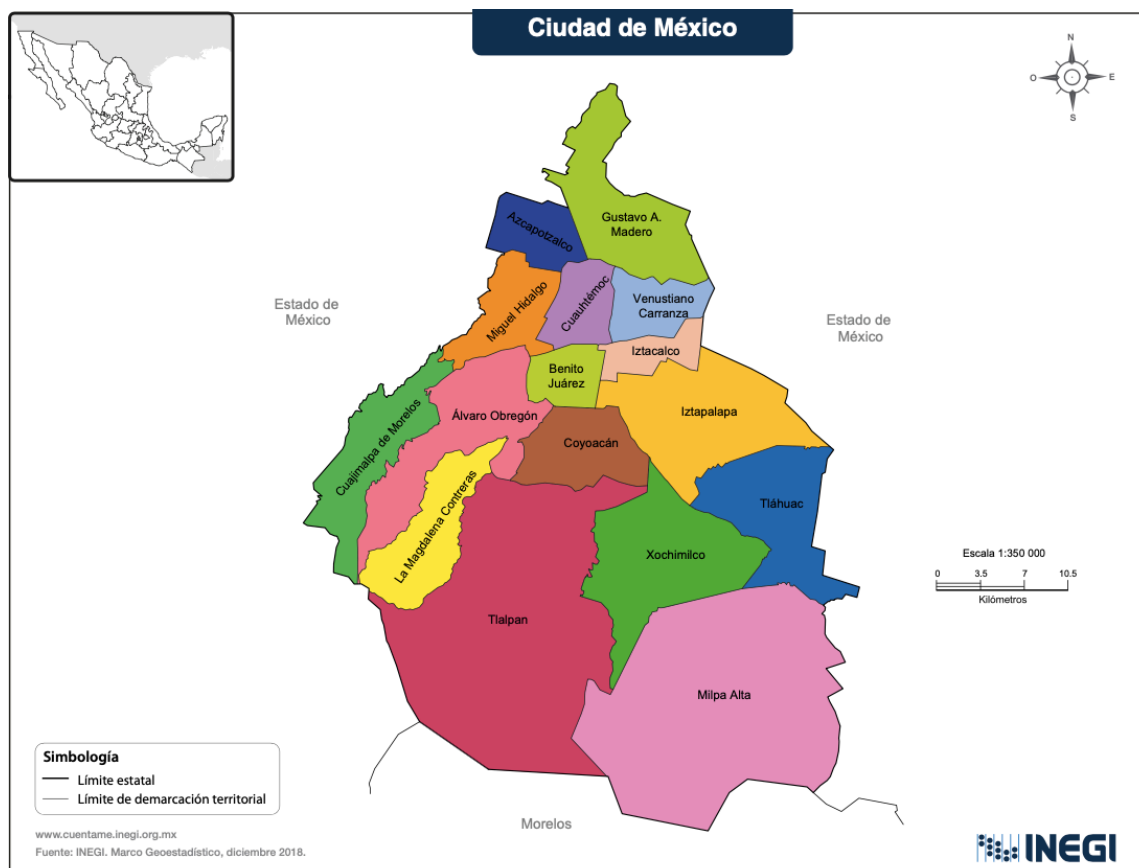 Ciudad de México
N
O
E
S
Gustavo A.
Madero
Azcapotzalco
Miguel Hidalgo
Cuauhtémoc
Venustiano
Carranza
Estado de
México
Estado de
México
Iztacalco
Benito
Juárez
Iztapalapa
Cuajimalpa de Morelos
Álvaro Obregón
Coyoacán
La Magdalena Contreras
Tláhuac
Xochimilco
Tlalpan
Milpa Alta
Escala 1:350 000
0 3.5 7 10.5
Kilómetros
Simbología
Límite estatal
Límite de demarcación territorial
Morelos
www.cuentame.inegi.org.mx
Fuente: INEGI. Marco Geoestadístico, diciembre 2018.
INEGI